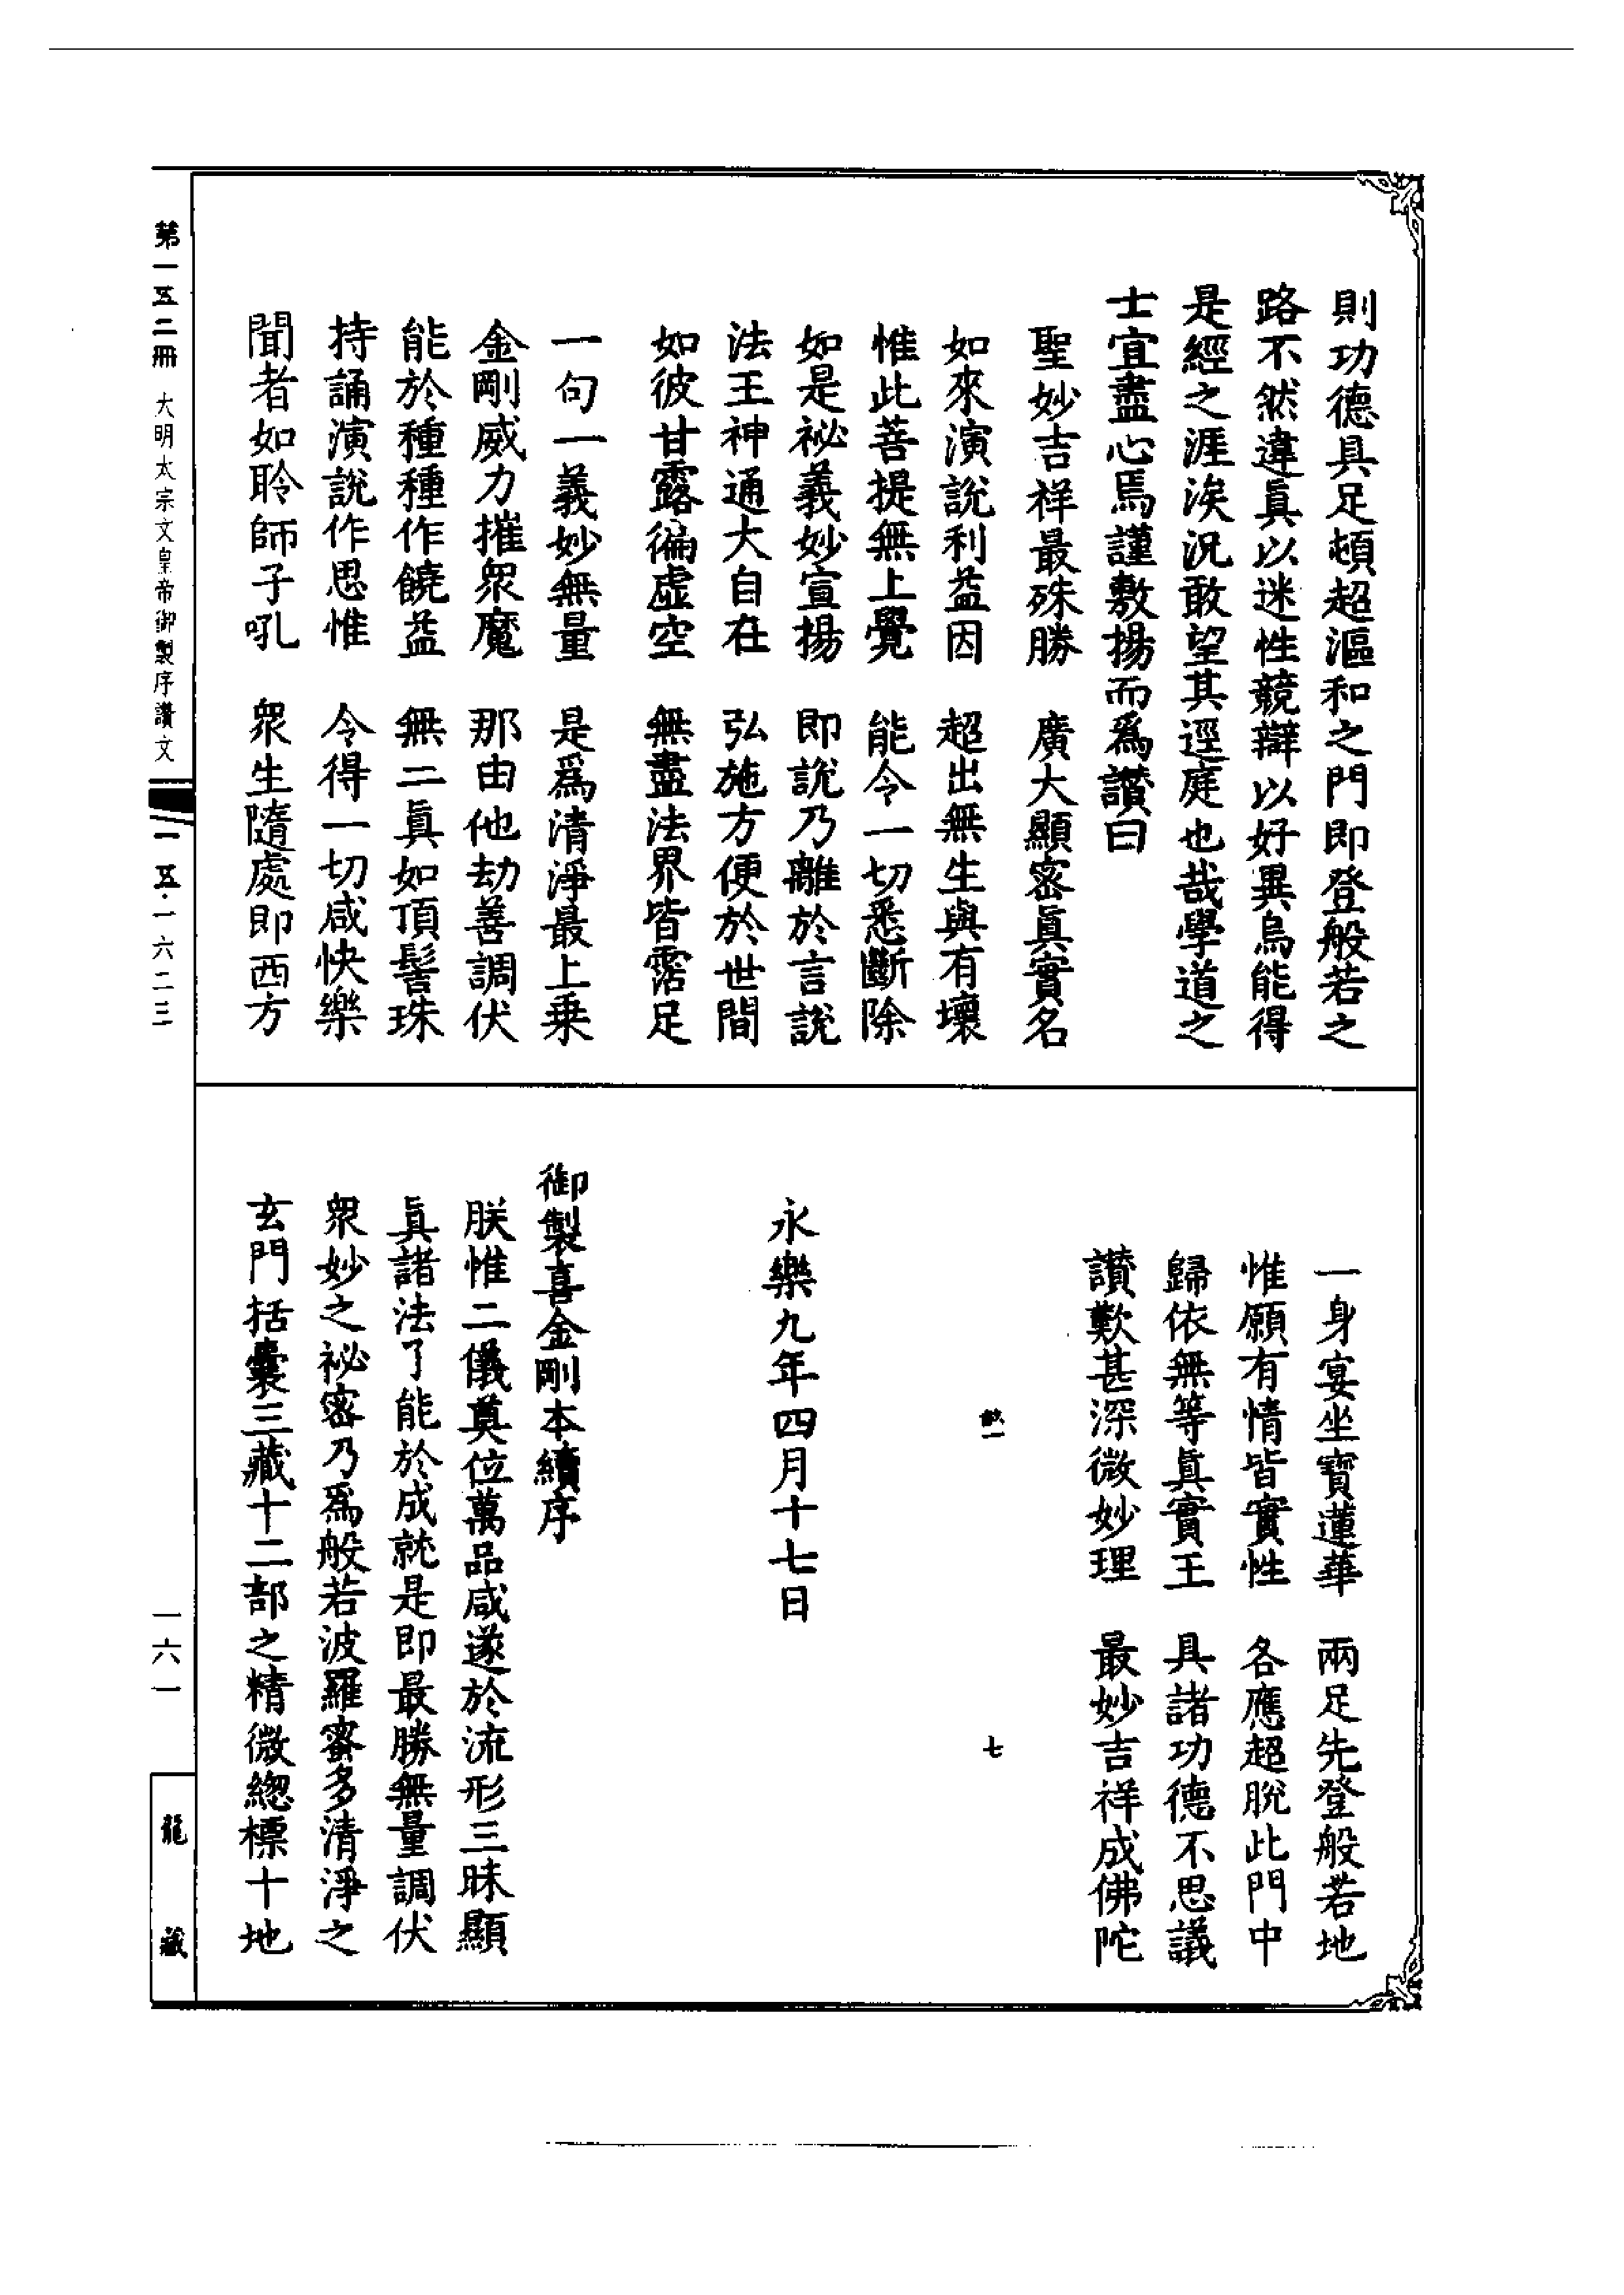 則功德具足頓超漚和之門即登般若之
路不然違眞以迷性競辯以好異烏能得
是經之涯涘況敢望其逕庭也哉學道之
士宜盡心焉謹敷揚而爲讚曰
聖妙吉祥最殊勝　廣大顯密眞實名
如來演說利益因　超出無生與有壞
惟此菩提無上覺　能令一切悉斷除
如是祕義妙宣揚　即說乃離於言說
法王神通大自在　弘施方便於世間
如彼甘露徧虛空　無盡法界皆霑足
一句一義妙無量　是爲清淨最上乗
金剛威力摧衆魔　那由他劫善調伏
能於種種作饒益　無二眞如頂髻珠
持誦演說作思惟　令得一切咸快樂
聞者如聆師子吼　衆生隨處即西方
一身宴坐寶蓮華　兩足先登般若地
惟願有情皆實性　各應超脫此門中
歸依無等眞實王　具諸功德不思議
讚歎甚深微妙理　最妙吉祥成佛陀
七
永樂九年四月十七日
御製喜金剛本續序
朕惟二儀奠位萬品咸遂於流形三昧顯
眞諸法了能於成就是即最勝無量調伏
衆妙之祕密乃爲般若波羅蜜多清淨之
玄門括囊三藏十二部之精微總標十地
第一五二冊　大明太宗文皇帝御製序讚文
一五·一六二三
一六一
龍藏